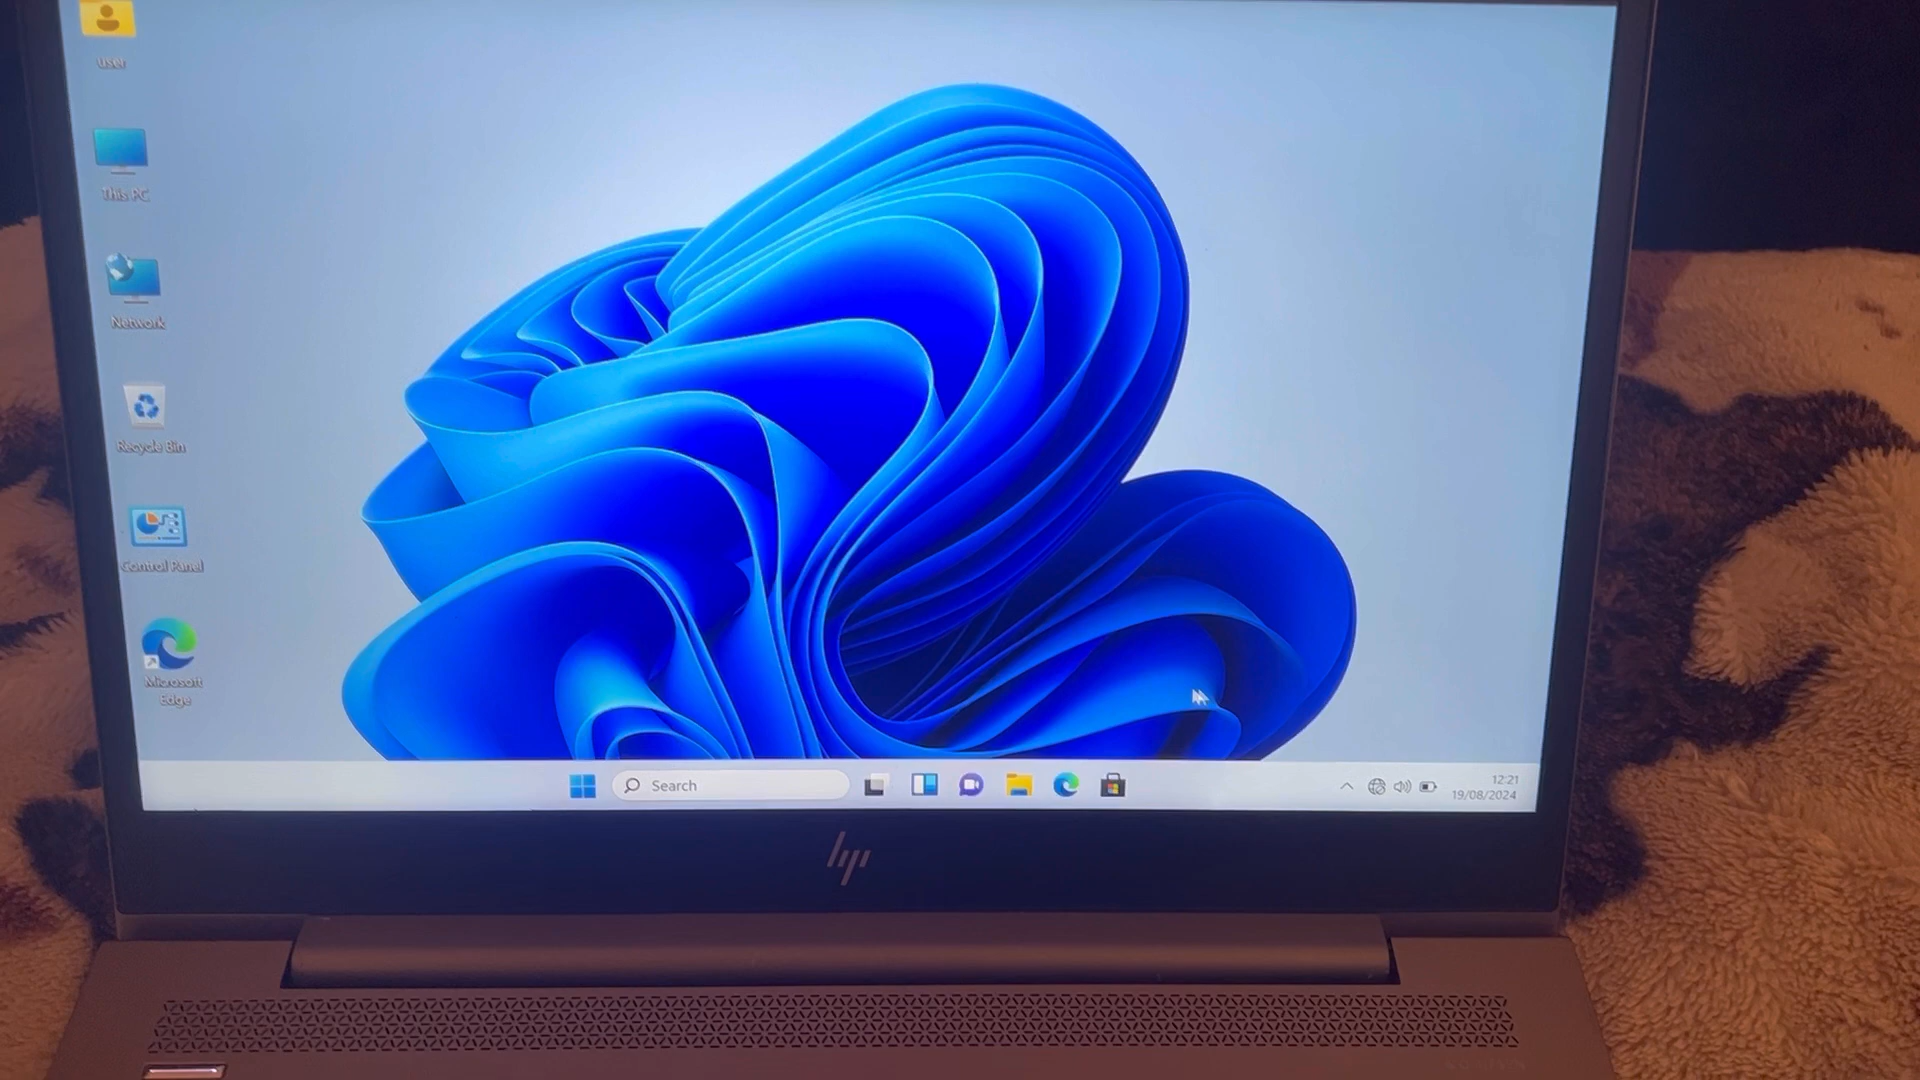 user
This PC
Network
Recycle Bin
Control Panel
Microsoft
Edge
Search
12:21
19/08/2024
hp